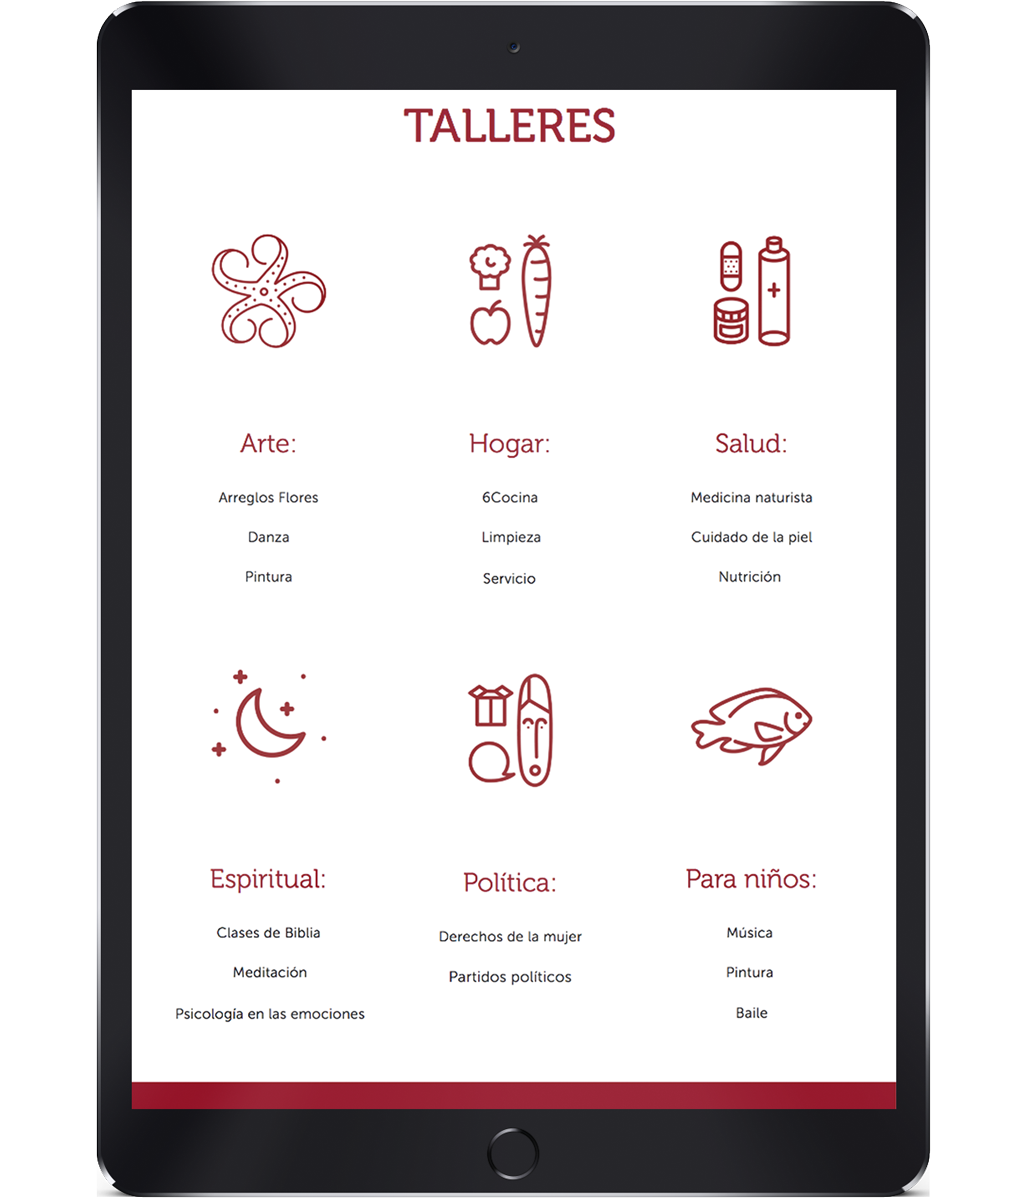 TALLERES
Arte:
Arreglos Flores
Danza
Pintura
Hogar:
6Cocina
Limpieza
Servicio
Salud:
Medicina naturista
Cuidado de la piel
Nutrición
Espiritual:
Clases de Biblia
Meditación
Psicología en las emociones
Política:
Derechos de la mujer
Partidos políticos
Para niños:
Música
Pintura
Baile